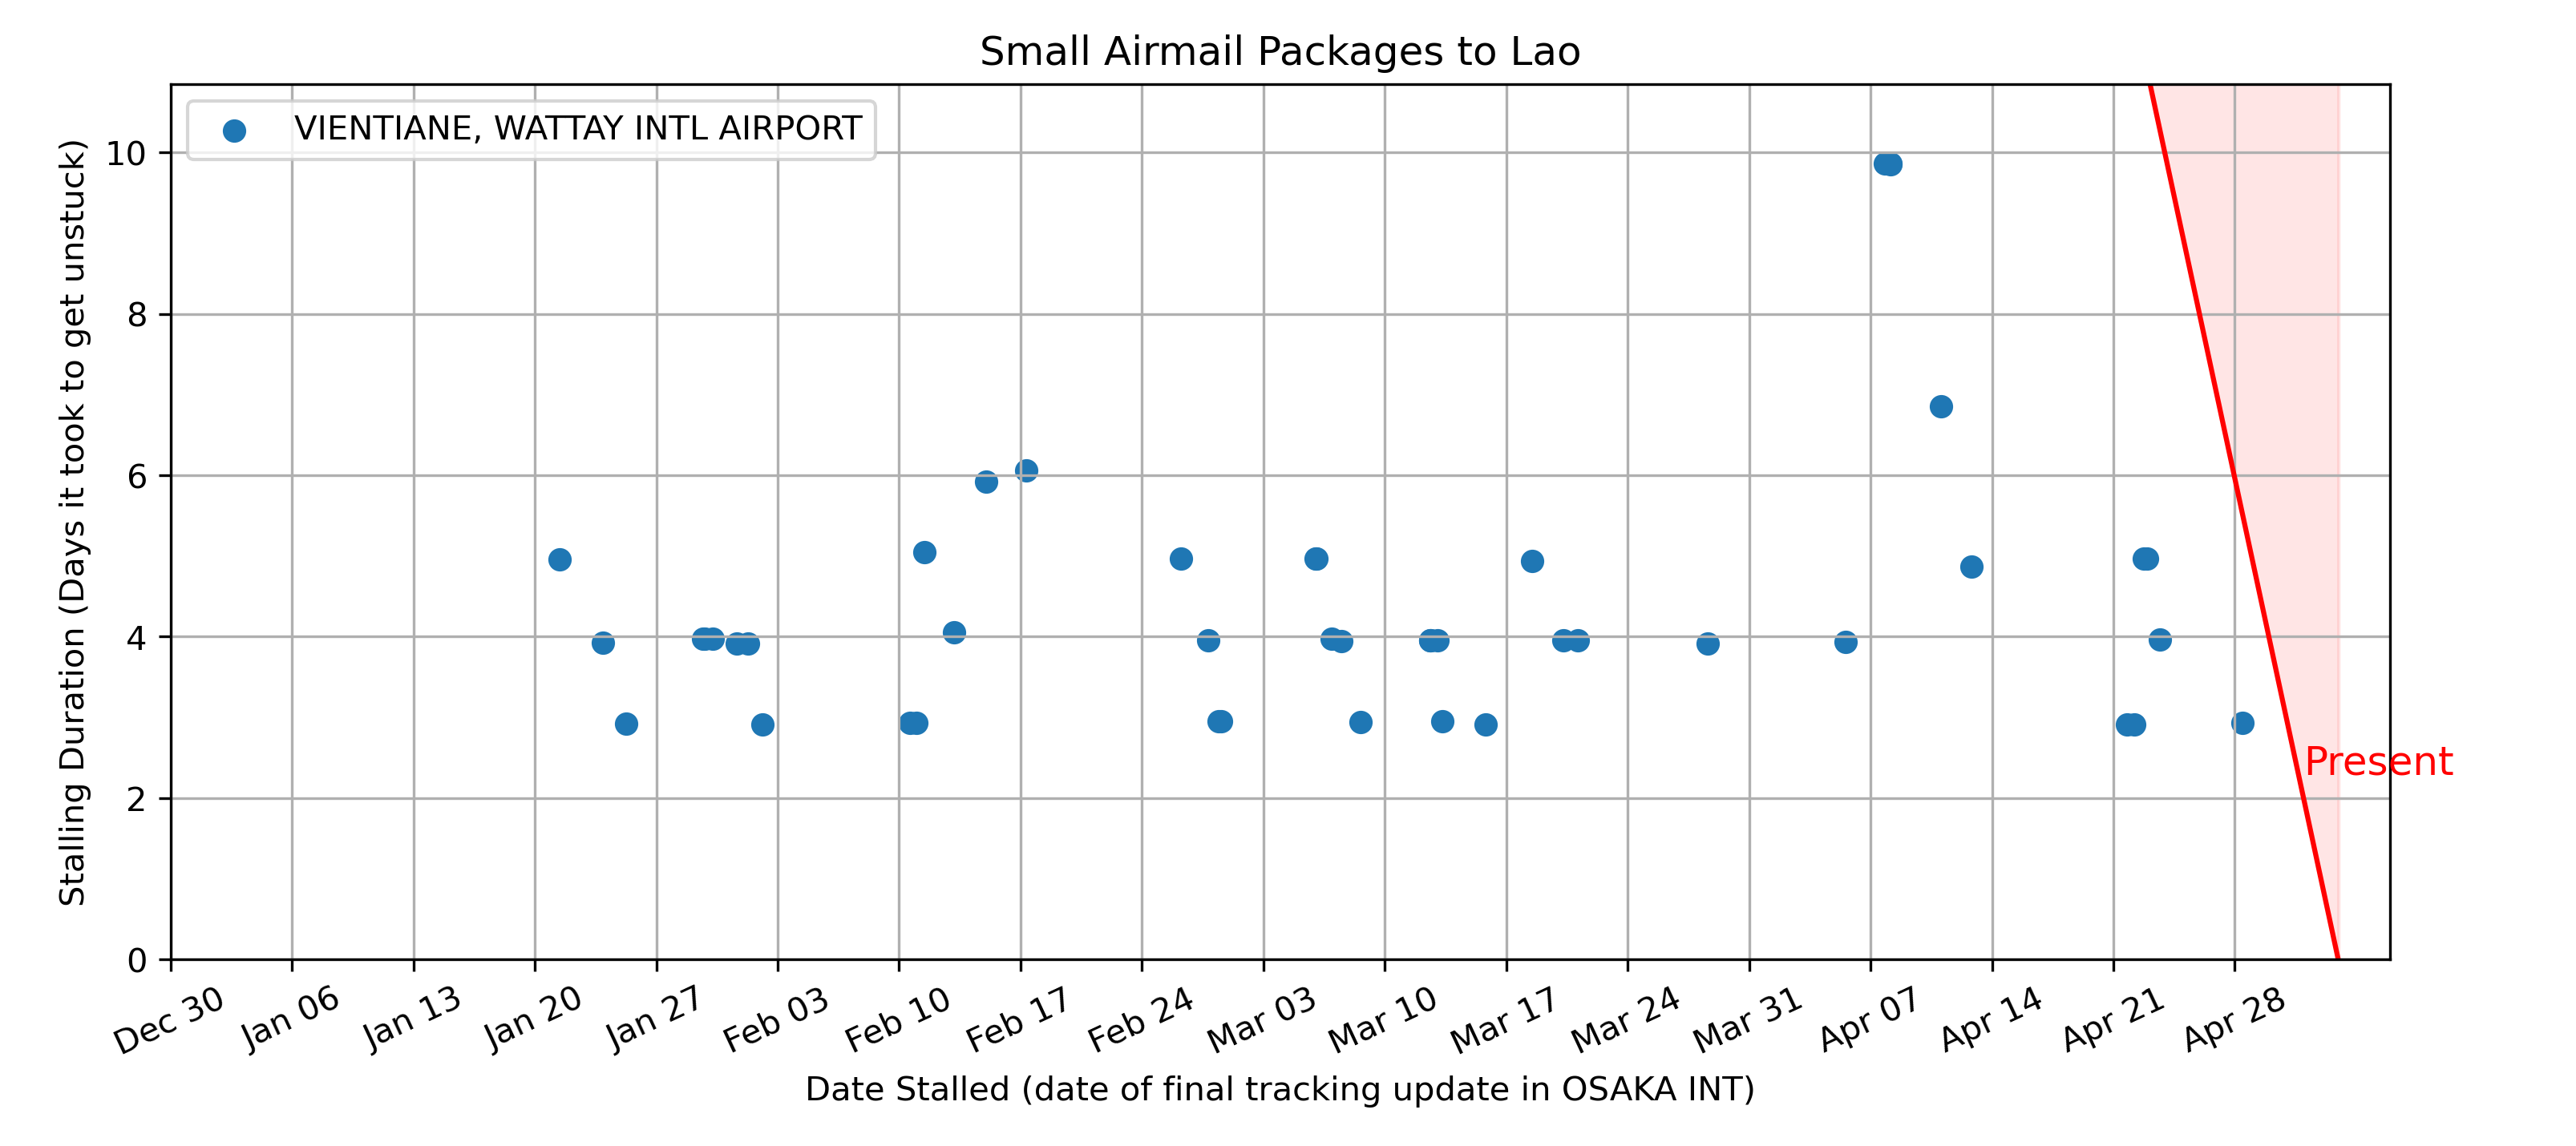 Small Airmail Packages to Lao
VIENTIANE, WATTAY INTL AIRPORT
Stalling Duration (Days it took to get unstuck)
10
8
6
4
2
0
Present
Dec 30
Jan 06
Jan 13
Jan 20
Jan 27
Feb 03
Feb 10
Feb 17
Feb 24
Mar 03
Mar 10
Mar 17
Mar 24
Mar 31
Apr 07
Apr 14
Apr 21
Apr 28
Date Stalled (date of final tracking update in OSAKA INT)